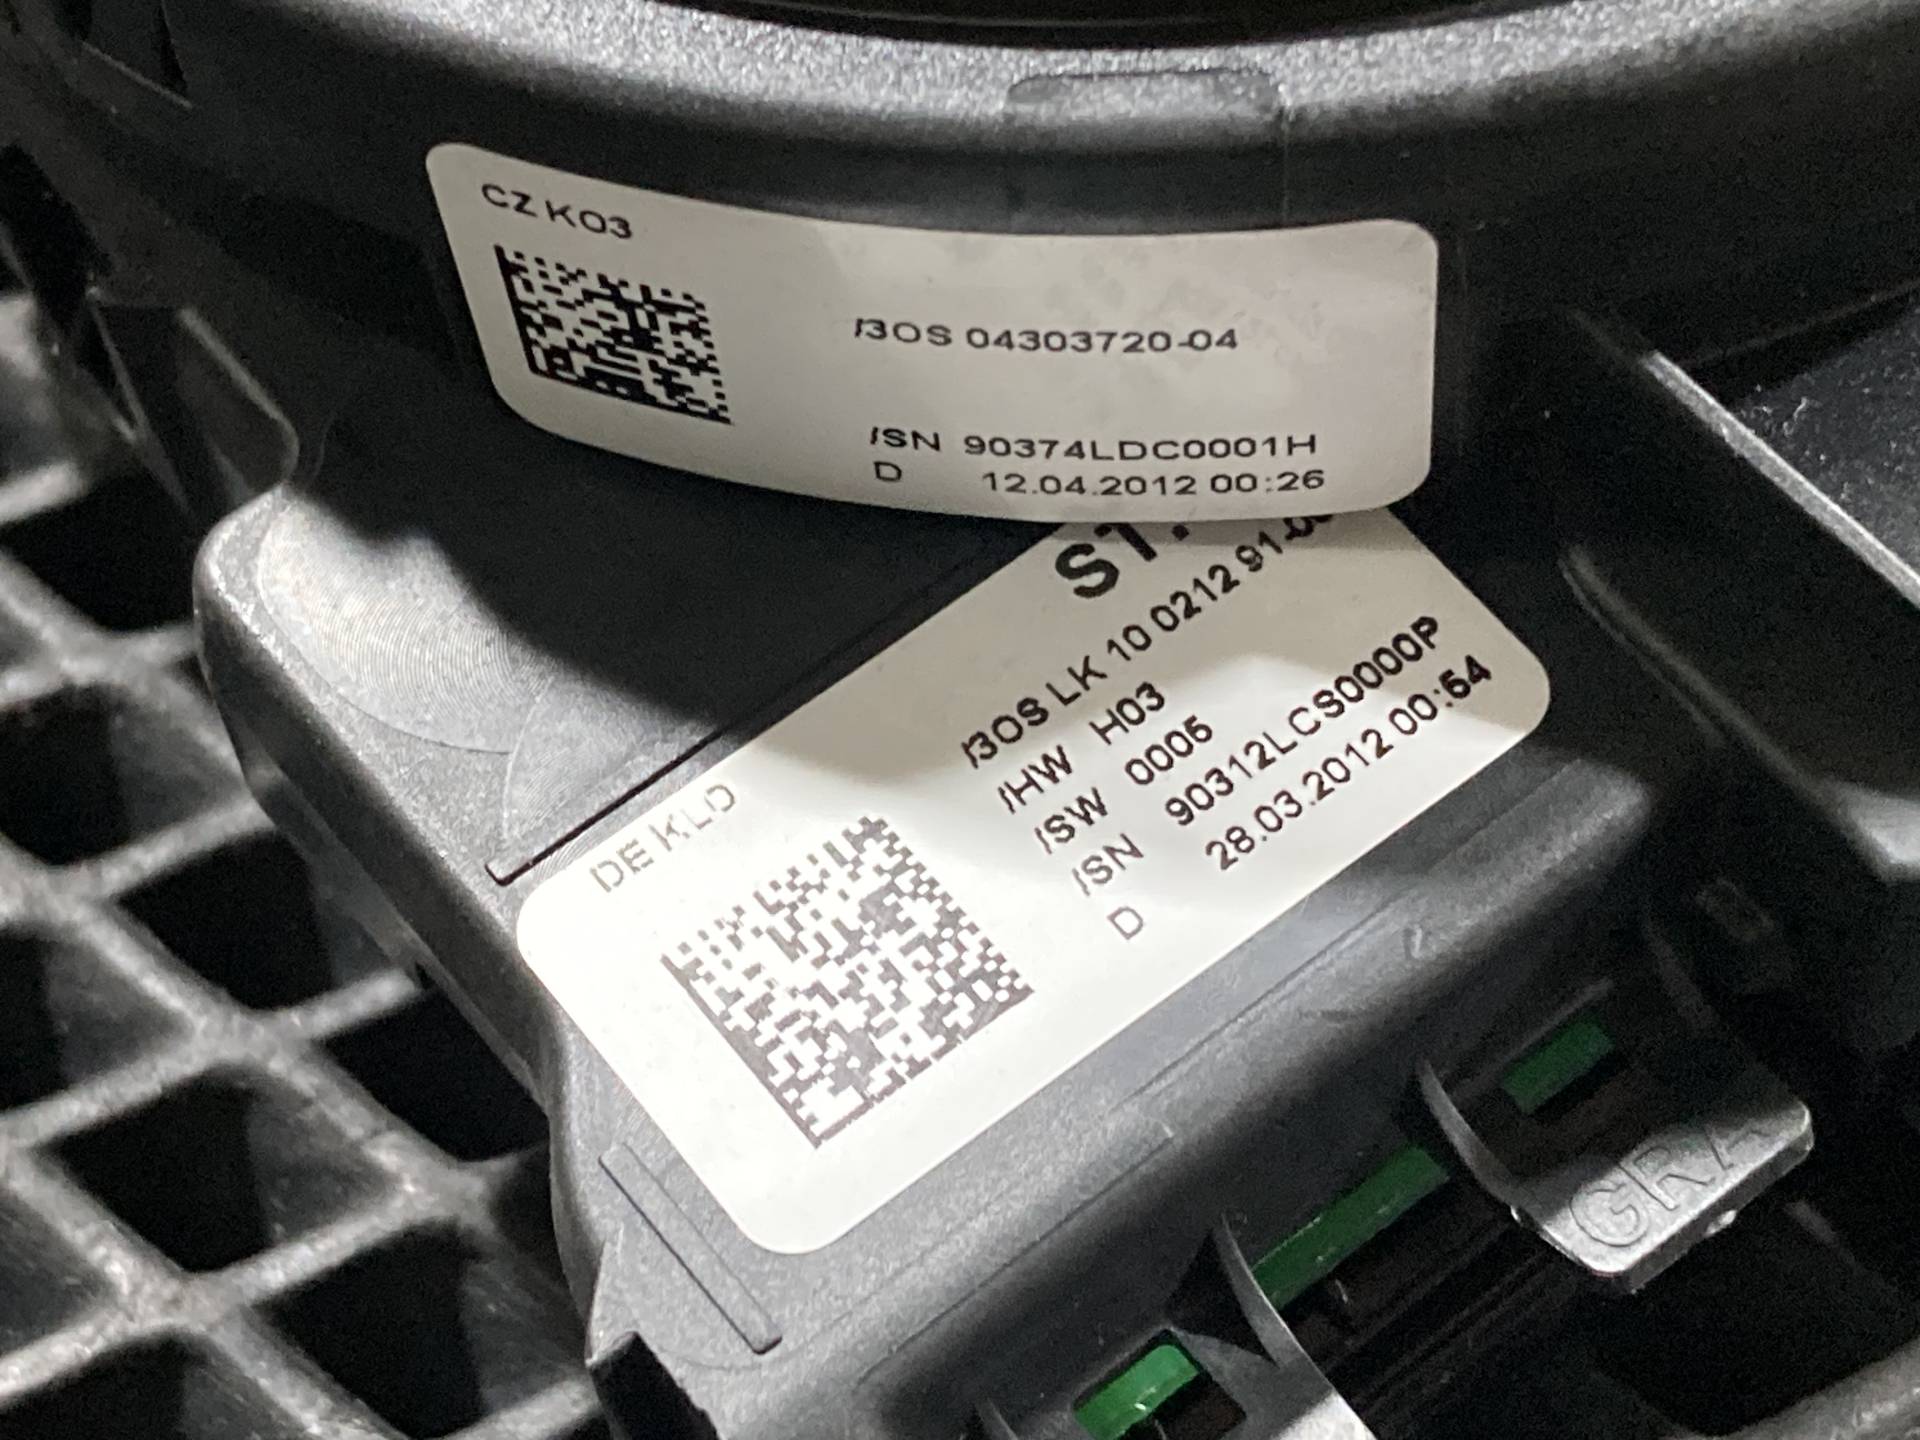 CZ K03
/3OS 04303720-04
/SN 90374LDC0001H
D 12.04.2012 00:26
/3OS LK 10 0212
/HW H03
/SW 0005
/SN 90312LCS0000P
D 28.03.2012 00:54
DE KLD
GRA